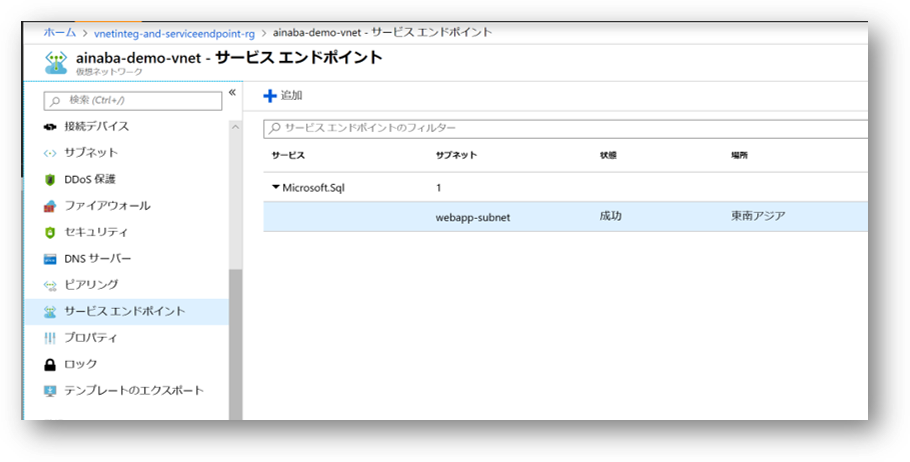 ホーム > vnetinteg-and-serviceendpoint-rg > ainaba-demo-vnet - サービス エンドポイント
ainaba-demo-vnet - サービス エンドポイント
仮想ネットワーク
検索 (Ctrl+/)
«
接続デバイス
サブネット
DDoS 保護
ファイアウォール
セキュリティ
DNS サーバー
ピアリング
サービス エンドポイント
プロパティ
ロック
テンプレートのエクスポート
追加
サービス エンドポイントのフィルター
サービス サブネット 状態 場所
Microsoft.Sql 1
webapp-subnet 成功 東南アジア